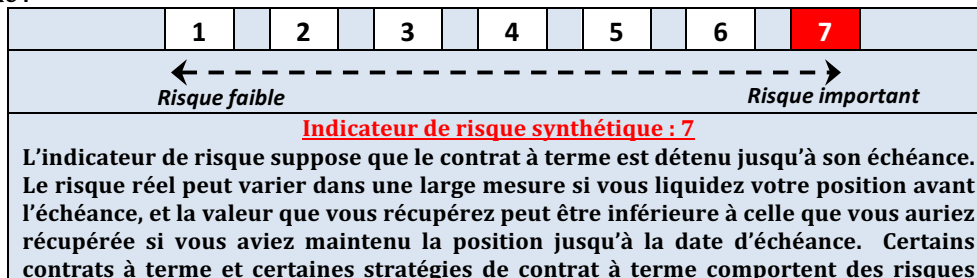 1 2 3 4 5 6 7
Risque faible Risque important
Indicateur de risque synthétique : 7
L'indicateur de risque suppose que le contrat à terme est détenu jusqu'à son échéance.
Le risque réel peut varier dans une large mesure si vous liquidez votre position avant
l'échéance, et la valeur que vous récupérez peut être inférieure à celle que vous auriez
récupérée si vous aviez maintenu la position jusqu'à la date d'échéance. Certains
contrats à terme et certaines stratégies de contrat à terme comportent des risques